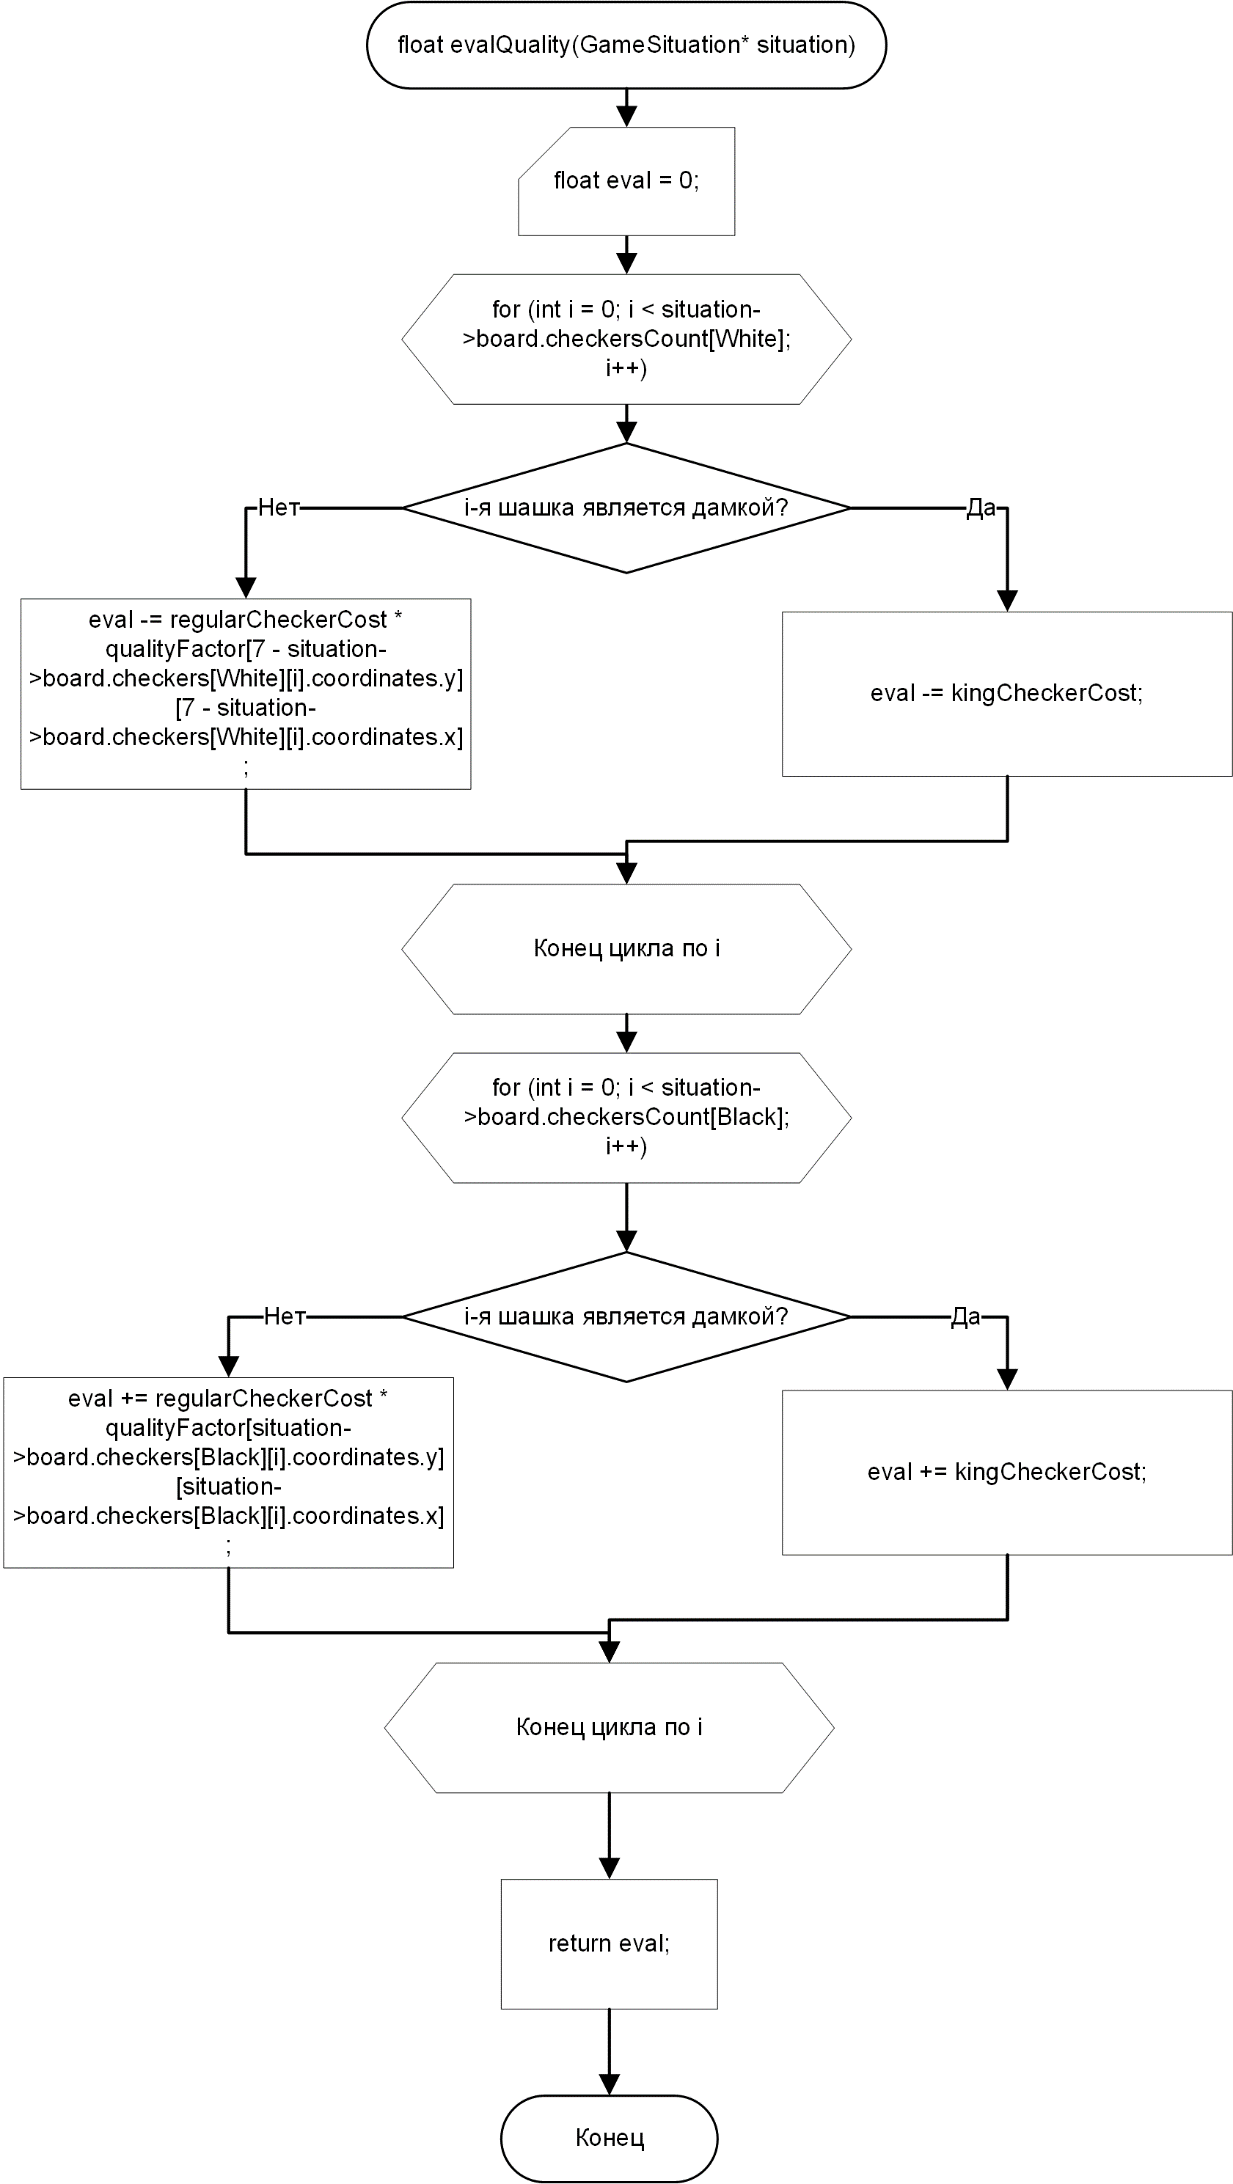 float evalQuality(GameSituation* situation)
float eval = 0;
for (int i = 0; i < situation-
>board.checkersCount[White];
i++)
i-я шашка является дамкой?
Нет
Да
eval -= regularCheckerCost *
qualityFactor[7 - situation-
>board.checkers[White][i].coordinates.y]
[7 - situation-
>board.checkers[White][i].coordinates.x]
;
eval -= kingCheckerCost;
Конец цикла по i
for (int i = 0; i < situation-
>board.checkersCount[Black];
i++)
i-я шашка является дамкой?
Нет
Да
eval += regularCheckerCost *
qualityFactor[situation-
>board.checkers[Black][i].coordinates.y]
[situation-
>board.checkers[Black][i].coordinates.x]
;
eval += kingCheckerCost;
Конец цикла по i
return eval;
Конец